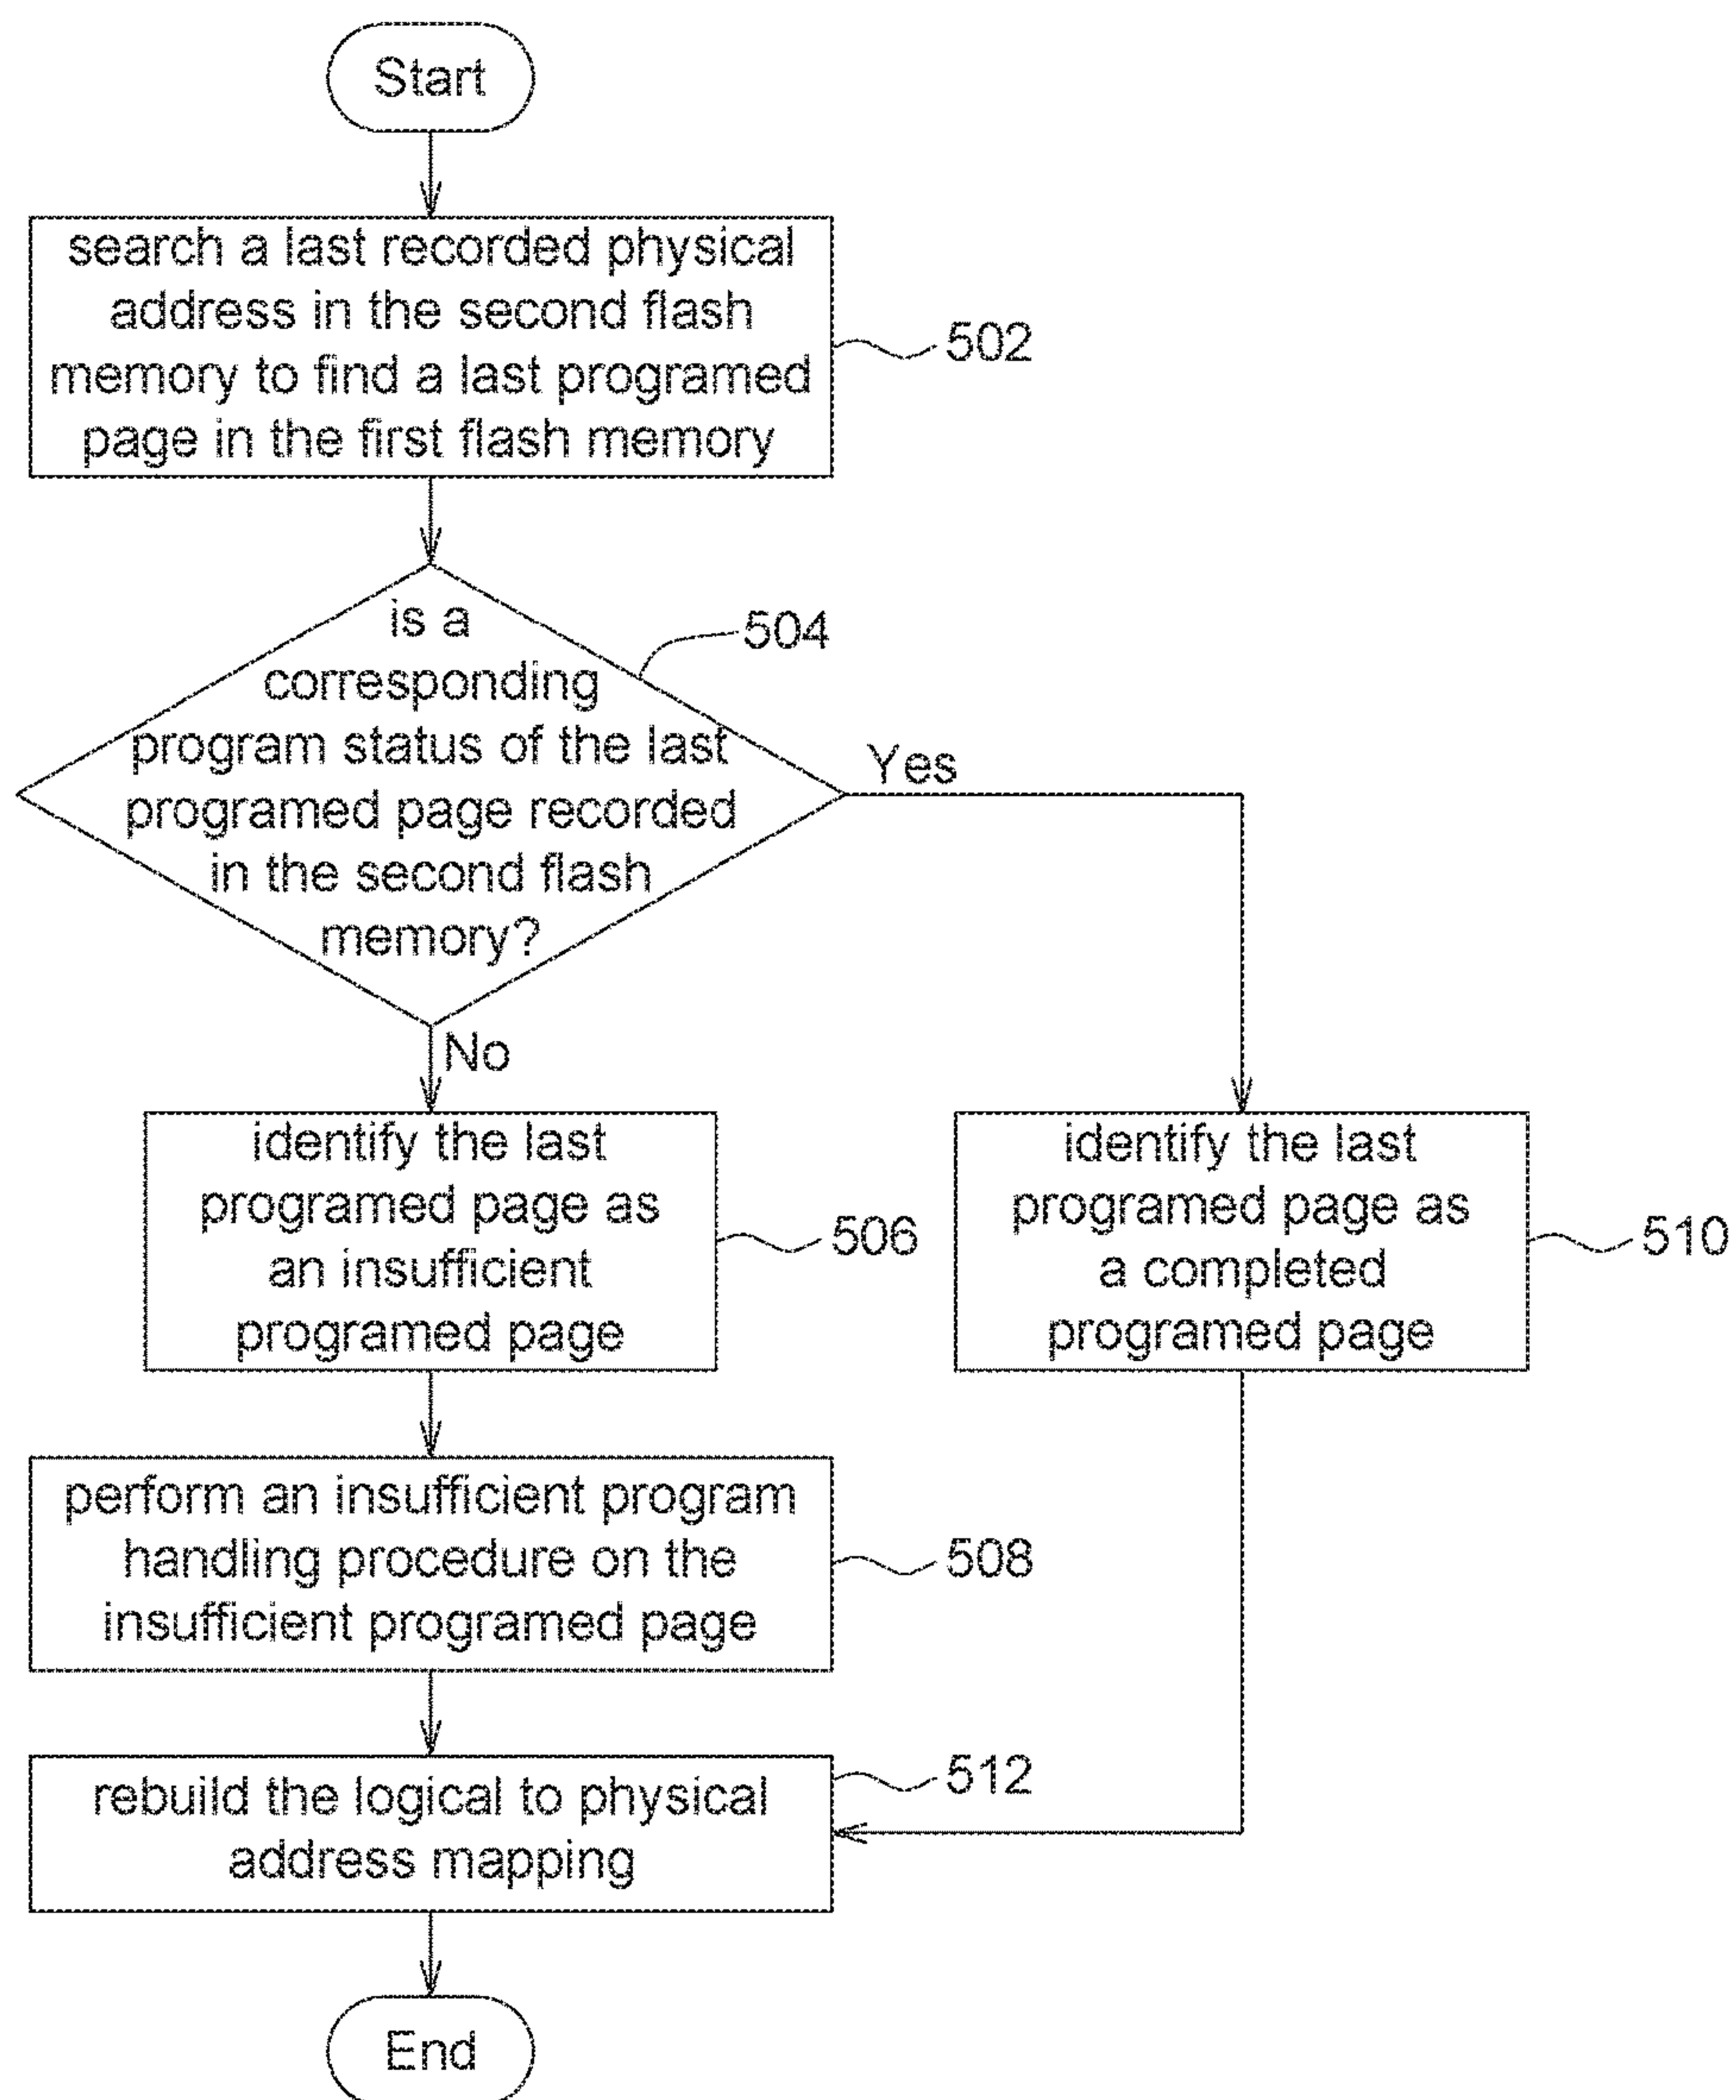 Start
search a last recorded physical
address in the second flash
memory to find a last programed
page in the first flash memory
502
is a
corresponding
program status of the last
programed page recorded
in the second flash
memory?
504
Yes
No
identify the last
programed page as
an insufficient
programed page
506
identify the last
programed page as
a completed
programed page
510
perform an insufficient program
handling procedure on the
insufficient programed page
508
rebuild the logical to physical
address mapping
512
End